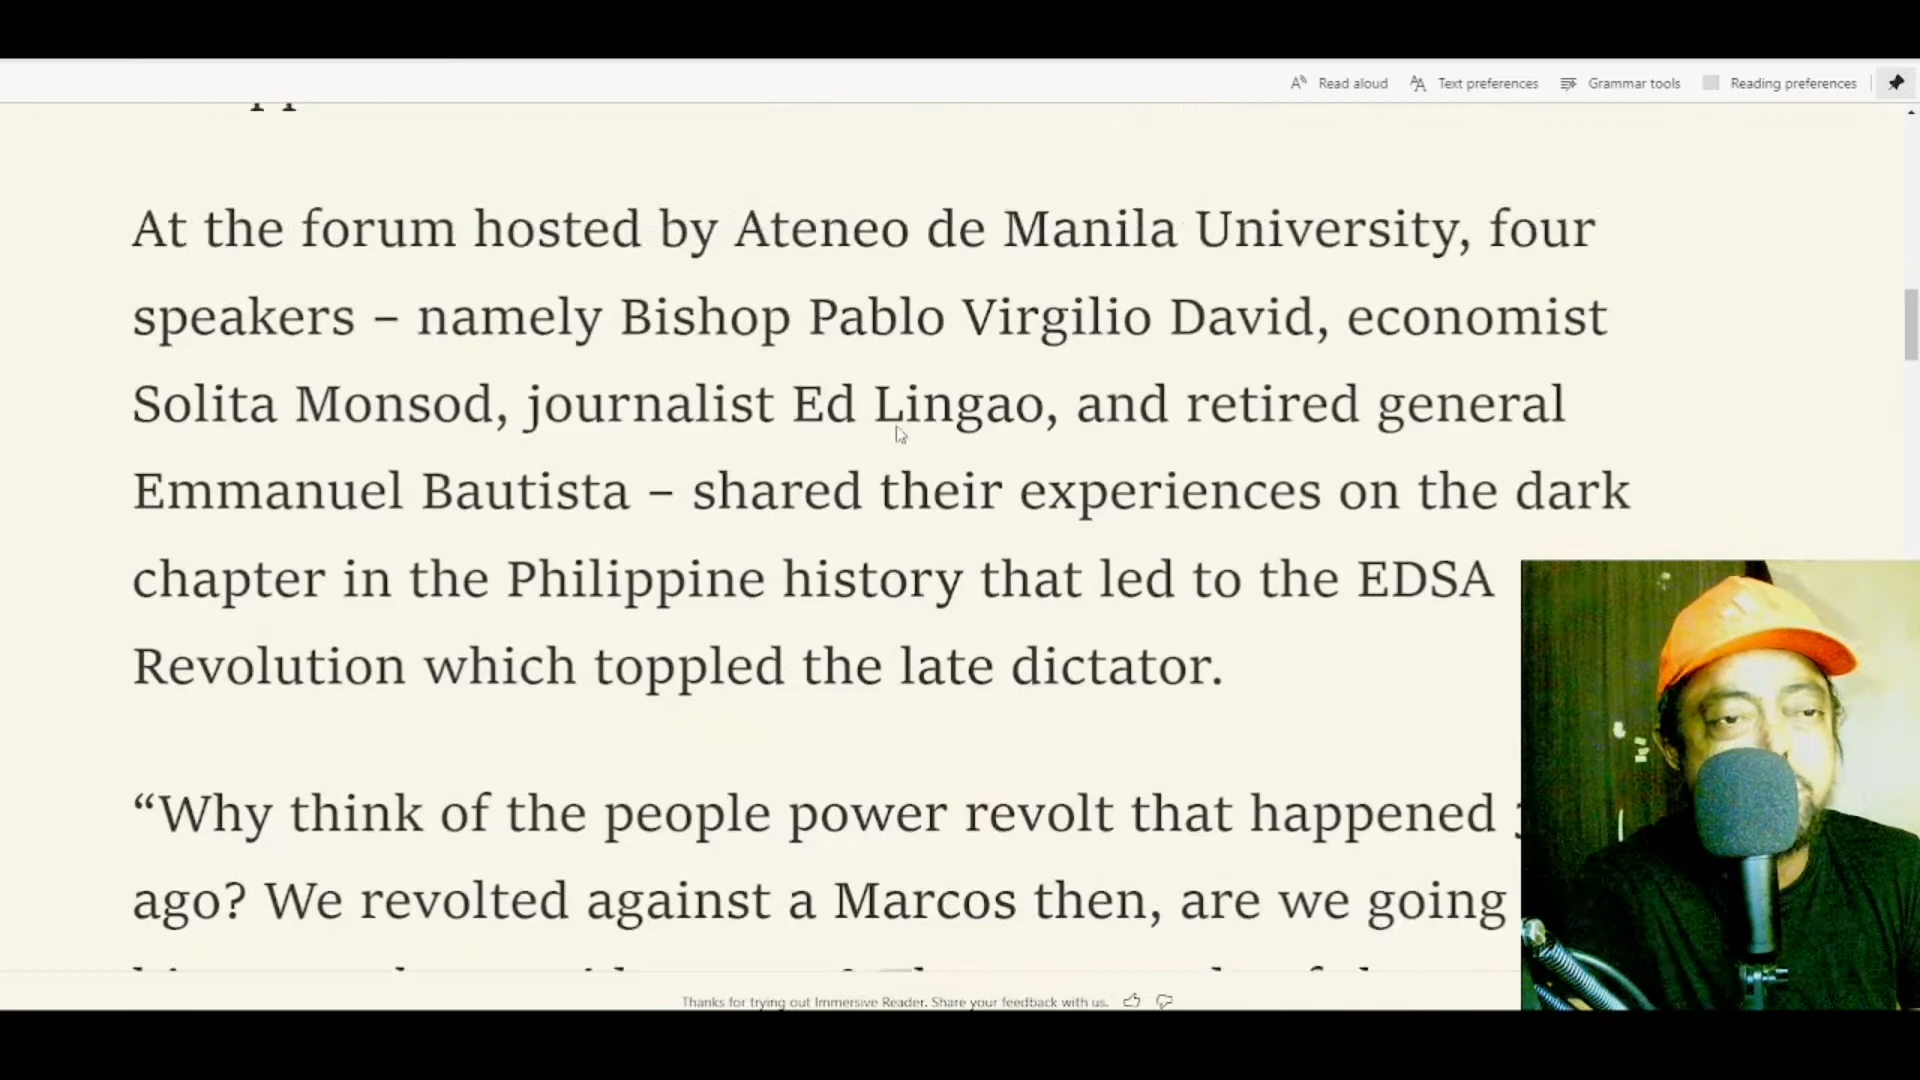 Read aloud Text preferences Grammar tools Reading preferences
At the forum hosted by Ateneo de Manila University, four
speakers – namely Bishop Pablo Virgilio David, economist
Solita Monsod, journalist Ed Lingao, and retired general
Emmanuel Bautista – shared their experiences on the dark
chapter in the Philippine history that led to the EDSA
Revolution which toppled the late dictator.
“Why think of the people power revolt that happened
ago? We revolted against a Marcos then, are we going
Thanks for trying out Immersive Reader. Share your feedback with us.